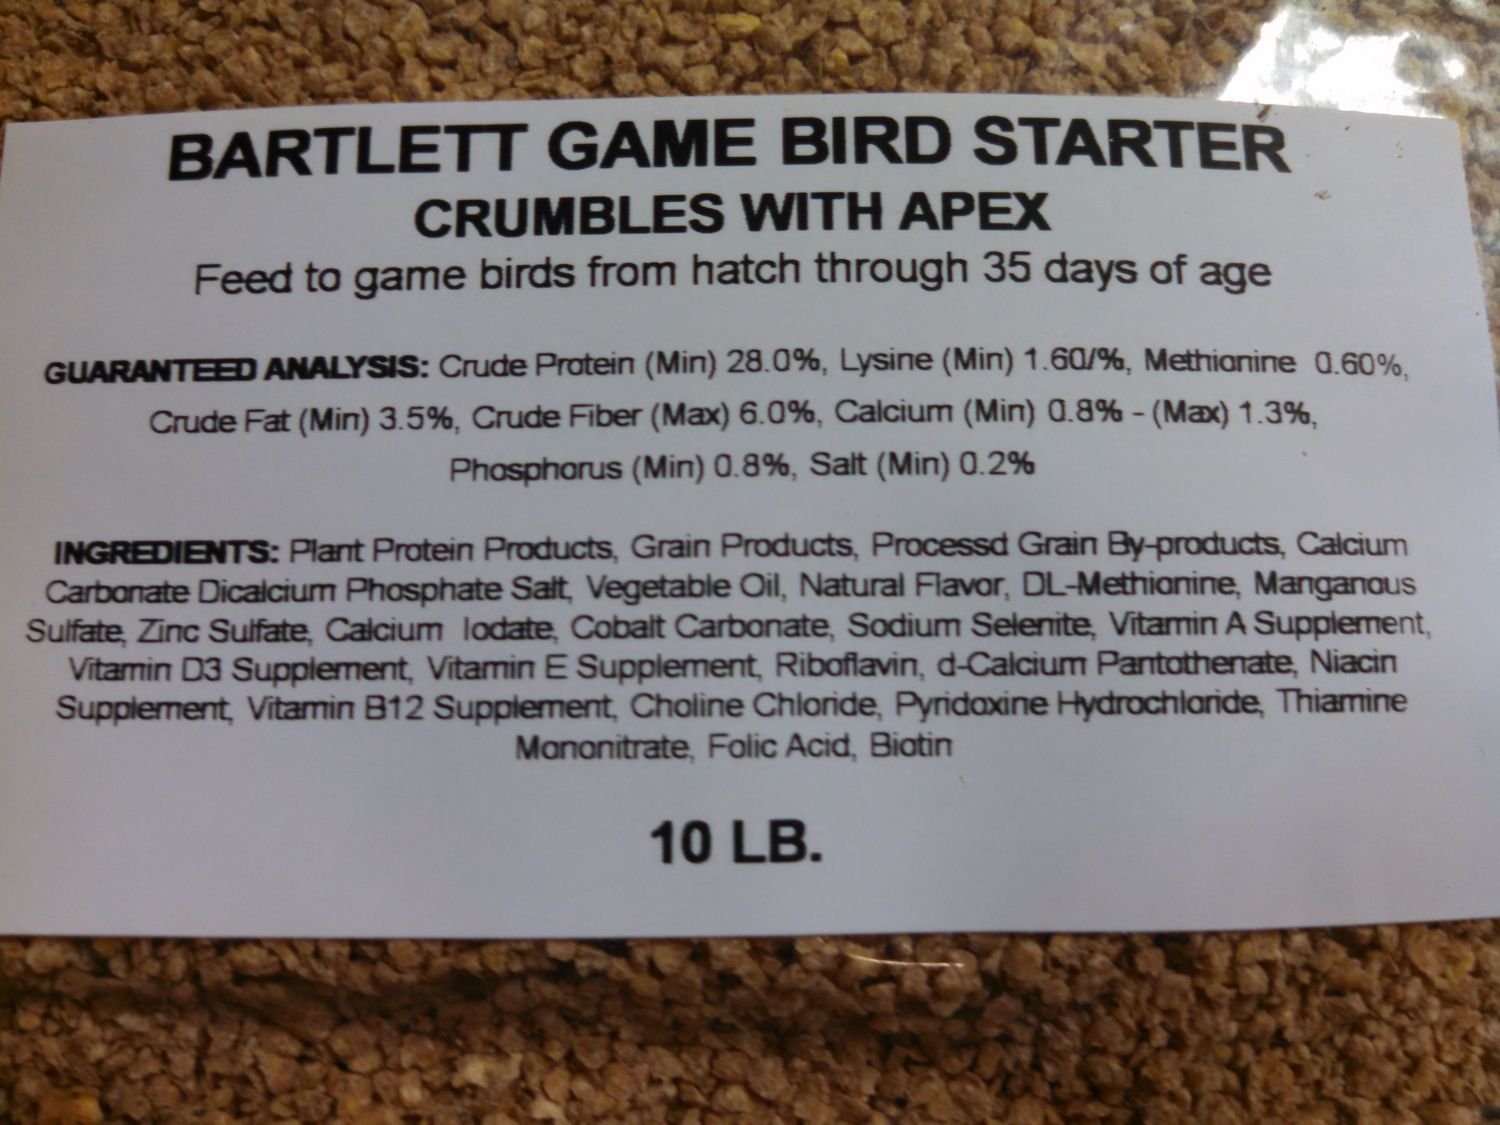 BARTLETT GAME BIRD STARTER
CRUMBLES WITH APEX
Feed to game birds from hatch through 35 days of age
GUARANTEED ANALYSIS: Crude Protein (Min) 28.0%, Lysine (Min) 1.60/%, Methionine 0.60%,
Crude Fat (Min) 3.5%, Crude Fiber (Max) 6.0%, Calcium (Min) 0.8% - (Max) 1.3%,
Phosphorus (Min) 0.8%, Salt (Min) 0.2%
INGREDIENTS: Plant Protein Products, Grain Products, Processd Grain By-products, Calcium
Carbonate Dicalcium Phosphate Salt, Vegetable Oil, Natural Flavor, DL-Methionine, Manganous
Sulfate, Zinc Sulfate, Calcium Iodate, Cobalt Carbonate, Sodium Selenite, Vitamin A Supplement,
Vitamin D3 Supplement, Vitamin E Supplement, Riboflavin, d-Calcium Pantothenate, Niacin
Supplement, Vitamin B12 Supplement, Choline Chloride, Pyridoxine Hydrochloride, Thiamine
Mononitrate, Folic Acid, Biotin
10 LB.